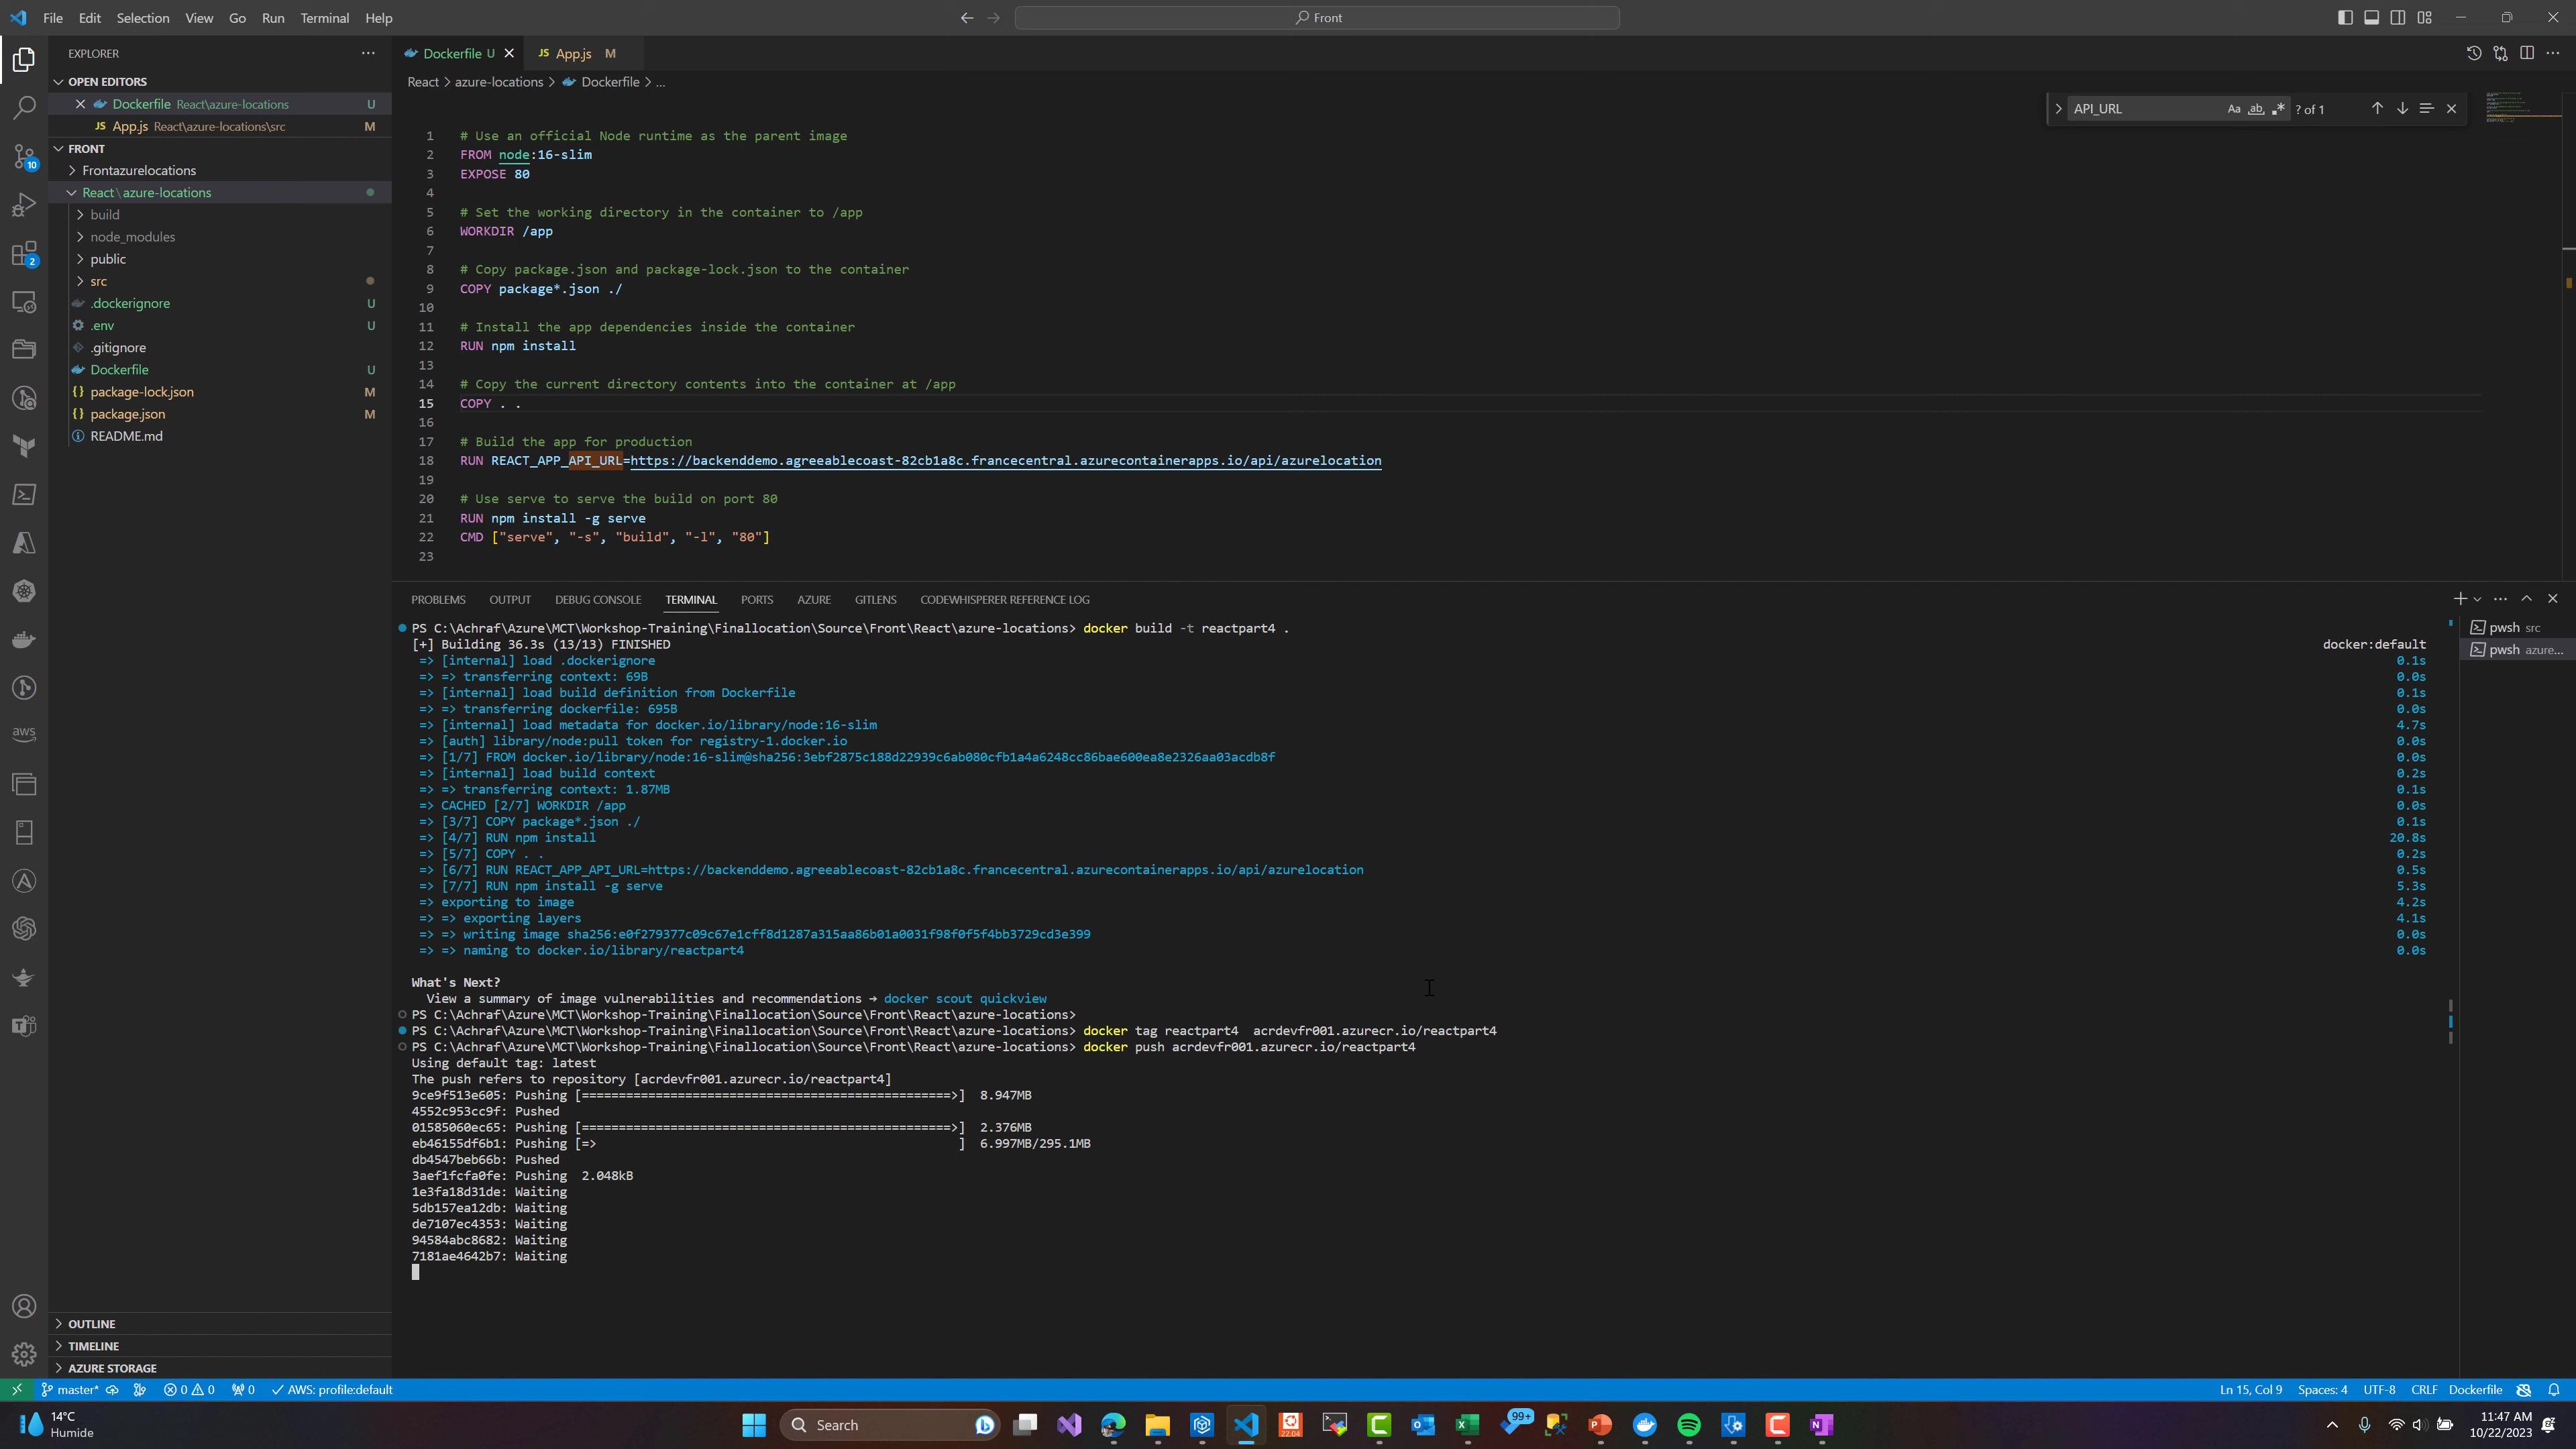 File Edit Selection View Go Run Terminal Help
Front
EXPLORER
OPEN EDITORS
Dockerfile React\azure-locations U
JS App.js React\azure-locations\src M
FRONT
Frontazurelocations
React\azure-locations
build
node_modules
public
src
.dockerignore U
.env U
.gitignore
Dockerfile U
package-lock.json M
package.json M
README.md
OUTLINE
TIMELINE
AZURE STORAGE
10
2
aws
Dockerfile U
JS App.js M
React > azure-locations > Dockerfile > ...
API_URL
Aa ab ? of 1
1 # Use an official Node runtime as the parent image
2 FROM node:16-slim
3 EXPOSE 80
4
5 # Set the working directory in the container to /app
6 WORKDIR /app
7
8 # Copy package.json and package-lock.json to the container
9 COPY package*.json ./
10
11 # Install the app dependencies inside the container
12 RUN npm install
13
14 # Copy the current directory contents into the container at /app
15 COPY . .
16
17 # Build the app for production
18 RUN REACT_APP_API_URL=https://backenddemo.agreeablecoast-82cb1a8c.francecentral.azurecontainerapps.io/api/azurelocation
19
20 # Use serve to serve the build on port 80
21 RUN npm install -g serve
22 CMD ["serve", "-s", "build", "-l", "80"]
23
PROBLEMS OUTPUT DEBUG CONSOLE TERMINAL PORTS AZURE GITLENS CODEWHISPERER REFERENCE LOG
pwsh src
pwsh azure...
PS C:\Achraf\Azure\MCT\Workshop-Training\Finallocation\Source\Front\React\azure-locations> docker build -t reactpart4 .
[+] Building 36.3s (13/13) FINISHED docker:default
=> [internal] load .dockerignore 0.1s
=> => transferring context: 69B 0.0s
=> [internal] load build definition from Dockerfile 0.1s
=> => transferring dockerfile: 695B 0.0s
=> [internal] load metadata for docker.io/library/node:16-slim 4.7s
=> [auth] library/node:pull token for registry-1.docker.io 0.0s
=> [1/7] FROM docker.io/library/node:16-slim@sha256:3ebf2875c188d22939c6ab080cfb1a4a6248cc86bae600ea8e2326aa03acdb8f 0.0s
=> [internal] load build context 0.2s
=> => transferring context: 1.87MB 0.1s
=> CACHED [2/7] WORKDIR /app 0.0s
=> [3/7] COPY package*.json ./ 0.1s
=> [4/7] RUN npm install 20.8s
=> [5/7] COPY . . 0.2s
=> [6/7] RUN REACT_APP_API_URL=https://backenddemo.agreeablecoast-82cb1a8c.francecentral.azurecontainerapps.io/api/azurelocation 0.5s
=> [7/7] RUN npm install -g serve 5.3s
=> exporting to image 4.2s
=> => exporting layers 4.1s
=> => writing image sha256:e0f279377c09c67e1cff8d1287a315aa86b01a0031f98f0f5f4bb3729cd3e399 0.0s
=> => naming to docker.io/library/reactpart4 0.0s
What's Next?
View a summary of image vulnerabilities and recommendations → docker scout quickview
PS C:\Achraf\Azure\MCT\Workshop-Training\Finallocation\Source\Front\React\azure-locations>
PS C:\Achraf\Azure\MCT\Workshop-Training\Finallocation\Source\Front\React\azure-locations> docker tag reactpart4  acrdevfr001.azurecr.io/reactpart4
PS C:\Achraf\Azure\MCT\Workshop-Training\Finallocation\Source\Front\React\azure-locations> docker push acrdevfr001.azurecr.io/reactpart4
Using default tag: latest
The push refers to repository [acrdevfr001.azurecr.io/reactpart4]
9ce9f513e605: Pushing [==================================================>] 8.947MB
4552c953cc9f: Pushed
01585060ec65: Pushing [==================================================>] 2.376MB
eb46155df6b1: Pushing [=> ] 6.997MB/295.1MB
db4547beb66b: Pushed
3aef1fcfa0fe: Pushing 2.048kB
1e3fa18d31de: Waiting
5db157ea12db: Waiting
de7107ec4353: Waiting
94584abc8682: Waiting
7181ae4642b7: Waiting
master* 0 0 0 AWS: profile:default
Ln 15, Col 9 Spaces: 4 UTF-8 CRLF Dockerfile
14°C
Humide
Search
22.04
99+
11:47 AM
10/22/2023